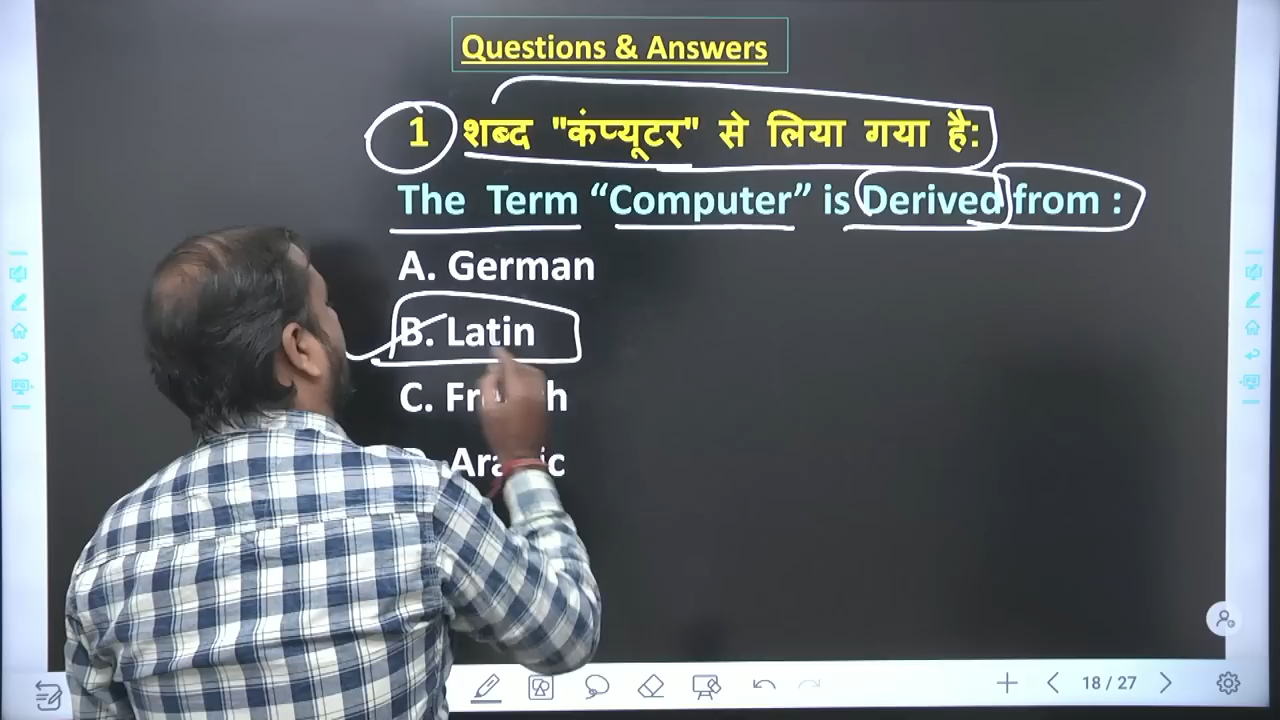 Questions & Answers
1 शब्द "कंप्यूटर" से लिया गया है:
The Term “Computer” is Derived from :
A. German
B. Latin
C.
18 / 27